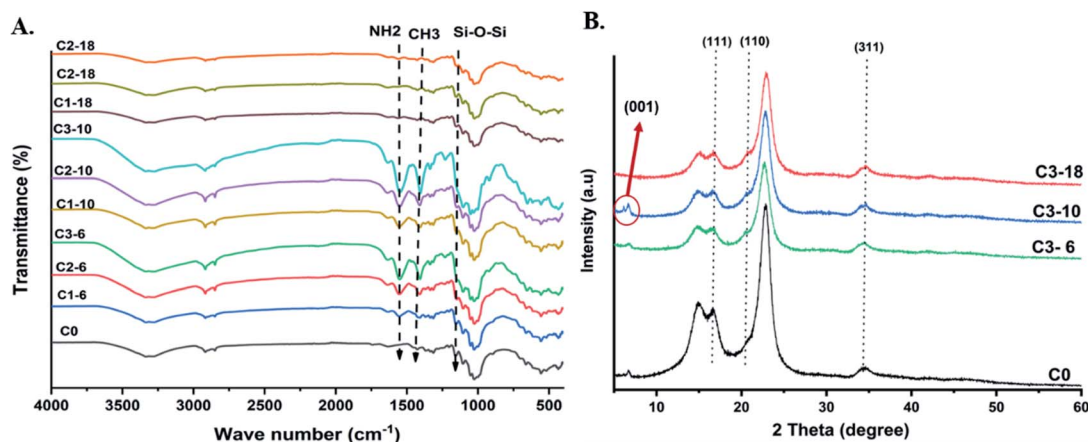 A.
NH2 CH3 Si-O-Si
C2-18
C2-18
C1-18
C3-10
C2-10
C1-10
C3-6
C2-6
C1-6
C0
Transmittance (%)
4000 3500 3000 2500 2000 1500 1000 500
Wave number (cm⁻¹)
B.
(111) (110) (311)
(001)
C3-18
C3-10
C3- 6
C0
Intensity (a.u)
10 20 30 40 50 60
2 Theta (degree)